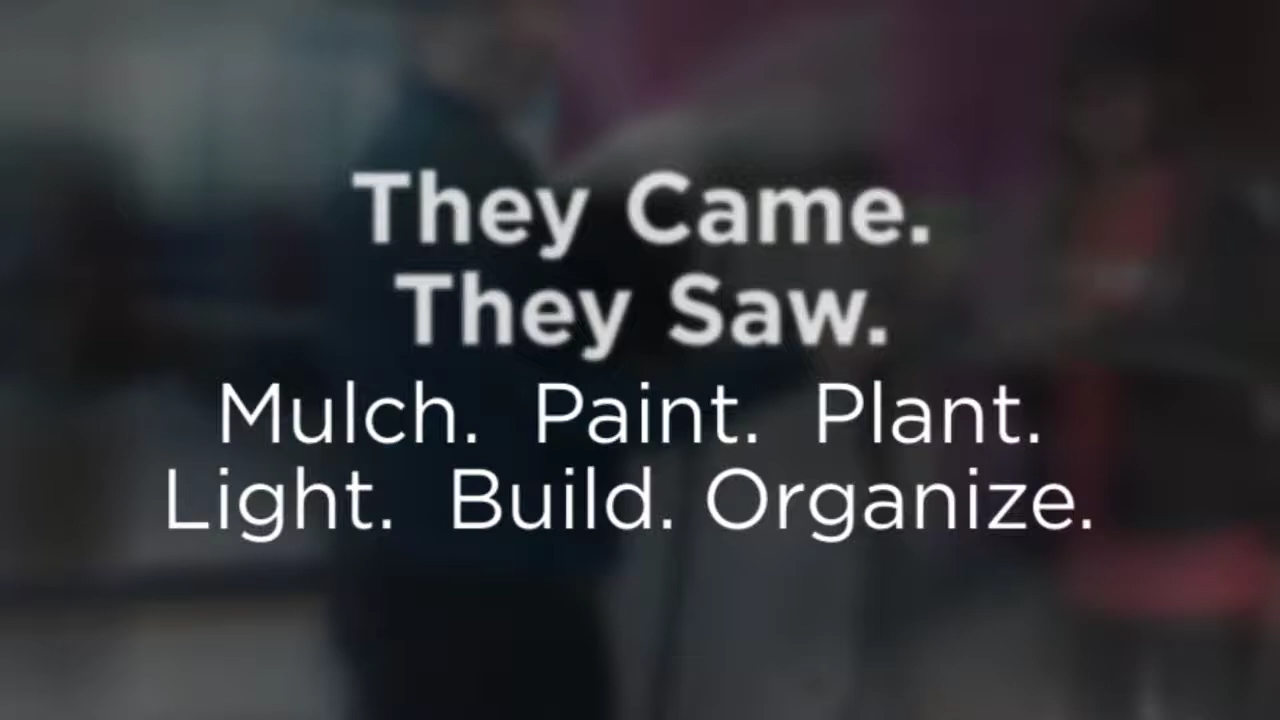 They Came.
They Saw.
Mulch. Paint. Plant.
Light. Build. Organize.